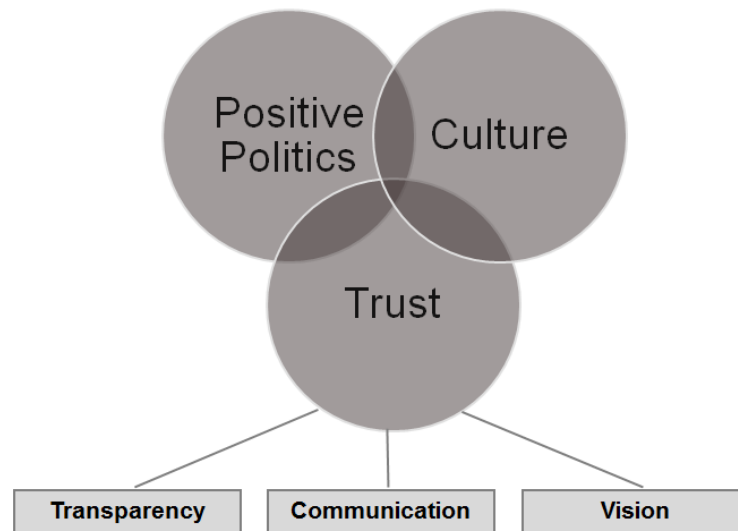 Positive
Politics
Culture
Trust
Transparency
Communication
Vision